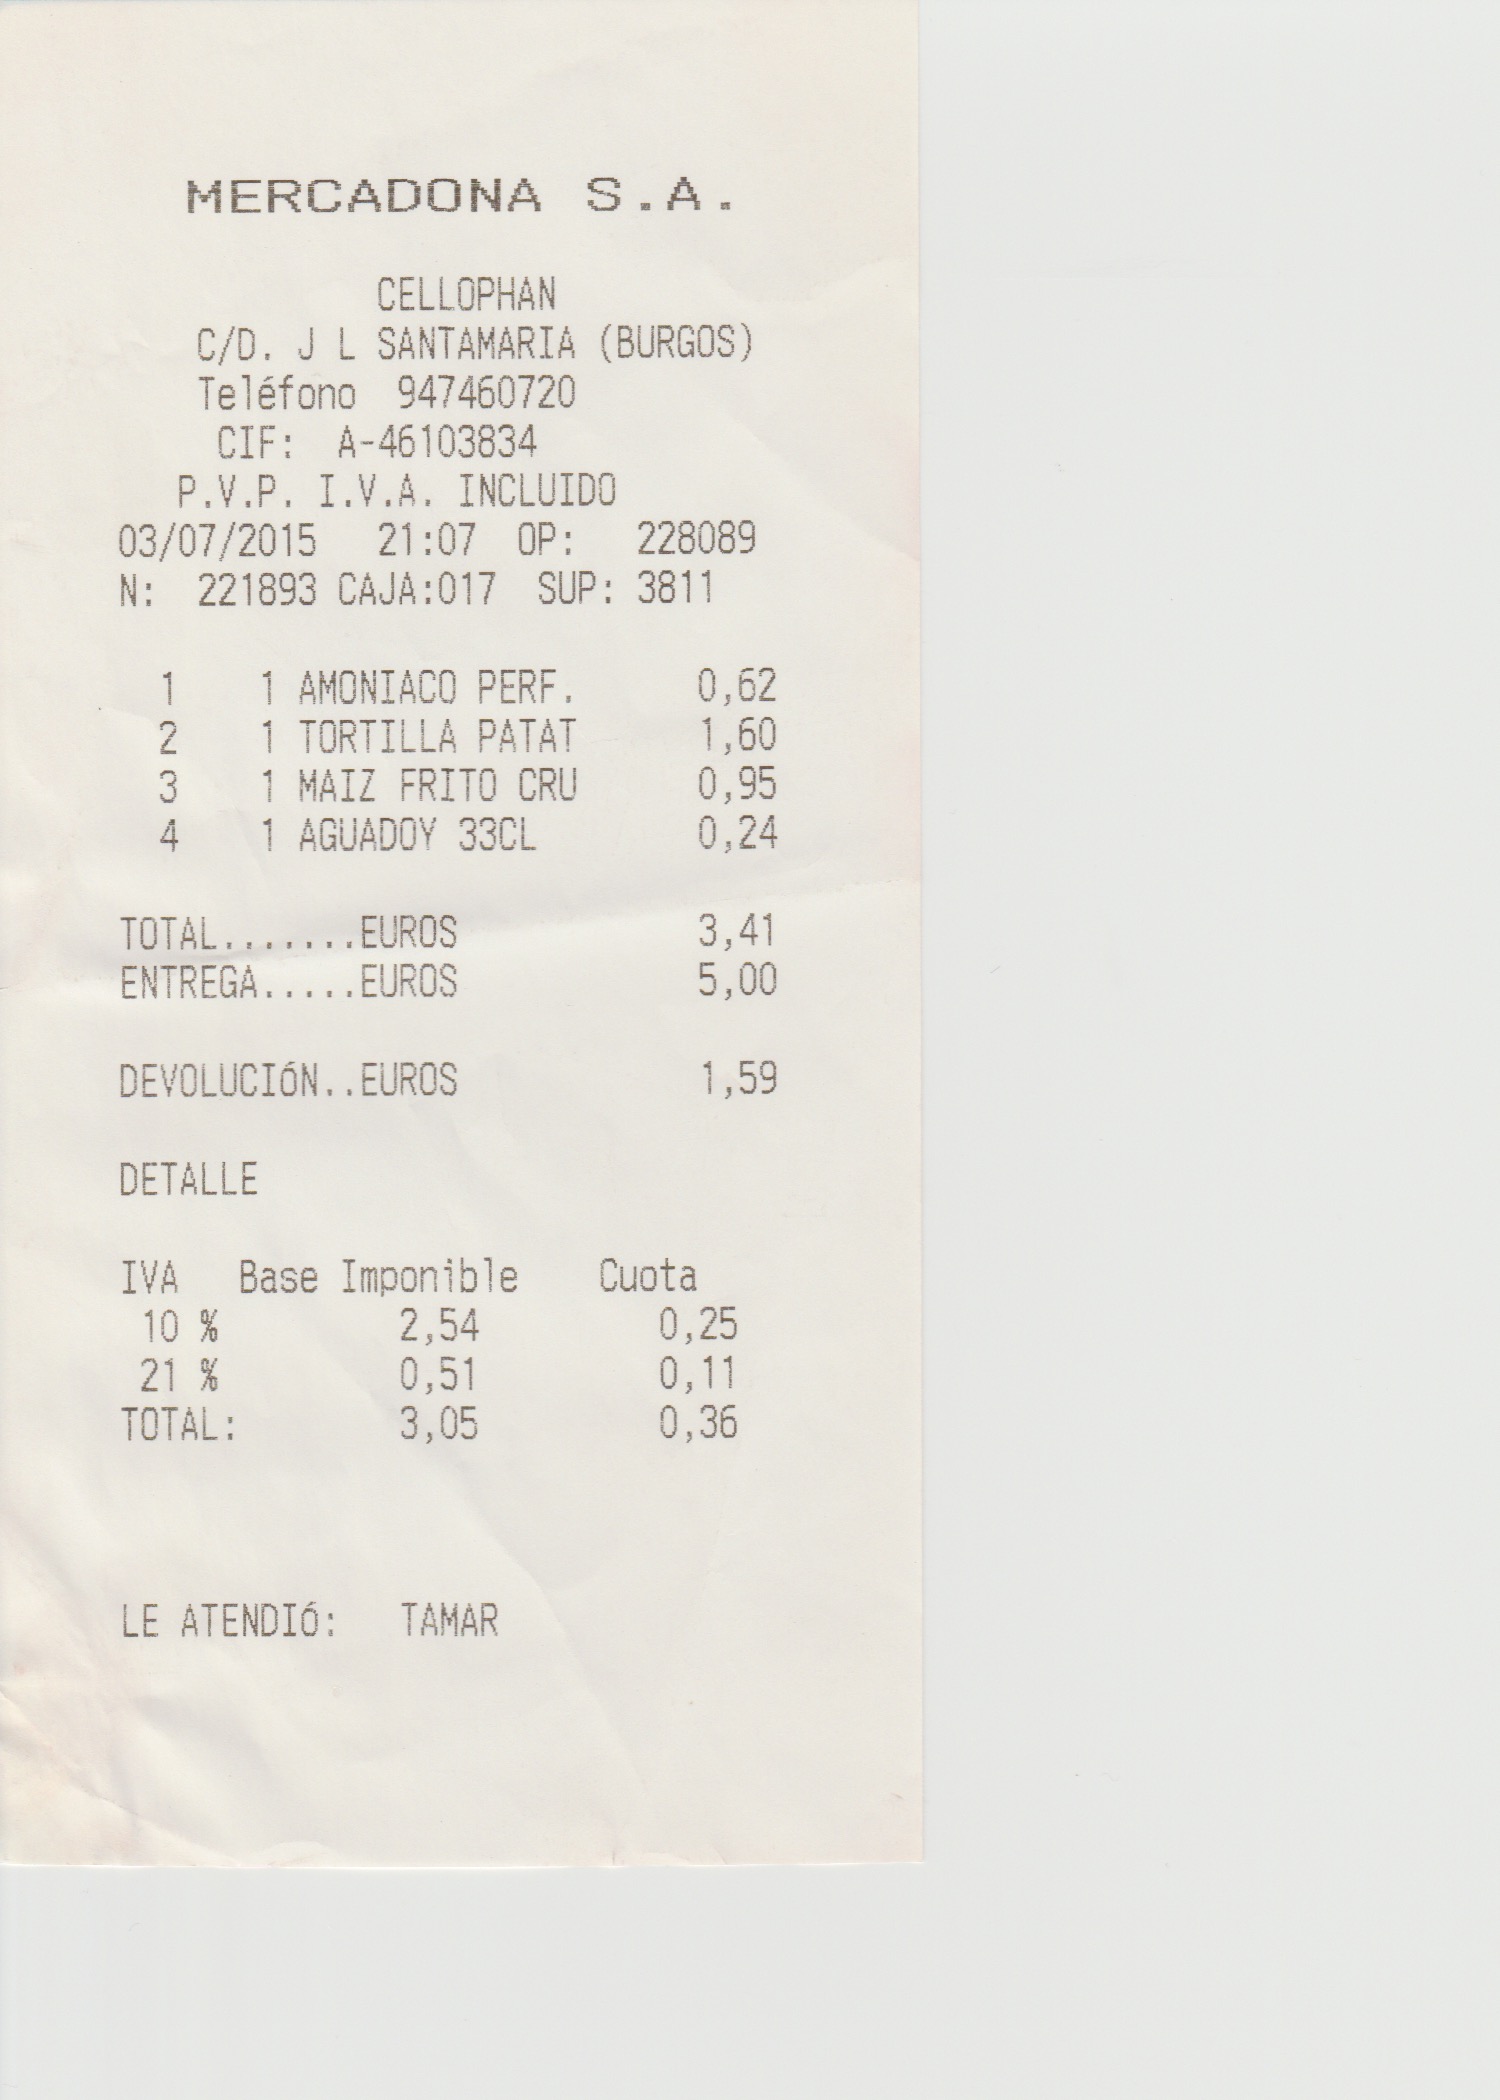 MERCADONA S.A.
CELLOPHAN
C/D. J L SANTAMARIA (BURGOS)
Teléfono 947460720
CIF: A-46103834
P.V.P. I.V.A. INCLUIDO
03/07/2015 21:07 OP: 228089
N: 221893 CAJA:017 SUP: 3811
1 1 AMONIACO PERF. 0,62
2 1 TORTILLA PATAT 1,60
3 1 MAIZ FRITO CRU 0,95
4 1 AGUADOY 33CL 0,24
TOTAL.......EUROS 3,41
ENTREGA.....EUROS 5,00
DEVOLUCIÓN..EUROS 1,59
DETALLE
IVA Base Imponible Cuota
10 % 2,54 0,25
21 % 0,51 0,11
TOTAL: 3,05 0,36
LE ATENDIÓ: TAMAR